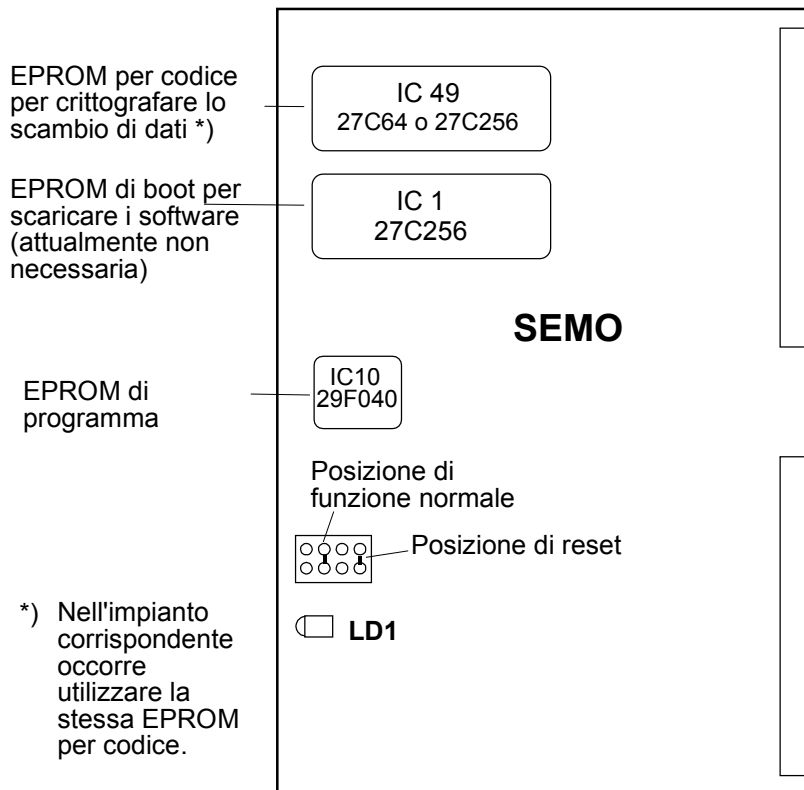 EPROM per codice
per crittografare lo
scambio di dati *)
IC 49
27C64 o 27C256
EPROM di boot per
scaricare i software
(attualmente non
necessaria)
IC 1
27C256
SEMO
EPROM di
programma
IC10
29F040
Posizione di
funzione normale
Posizione di reset
LD1
*) Nell'impianto
corrispondente
occorre
utilizzare la
stessa EPROM
per codice.